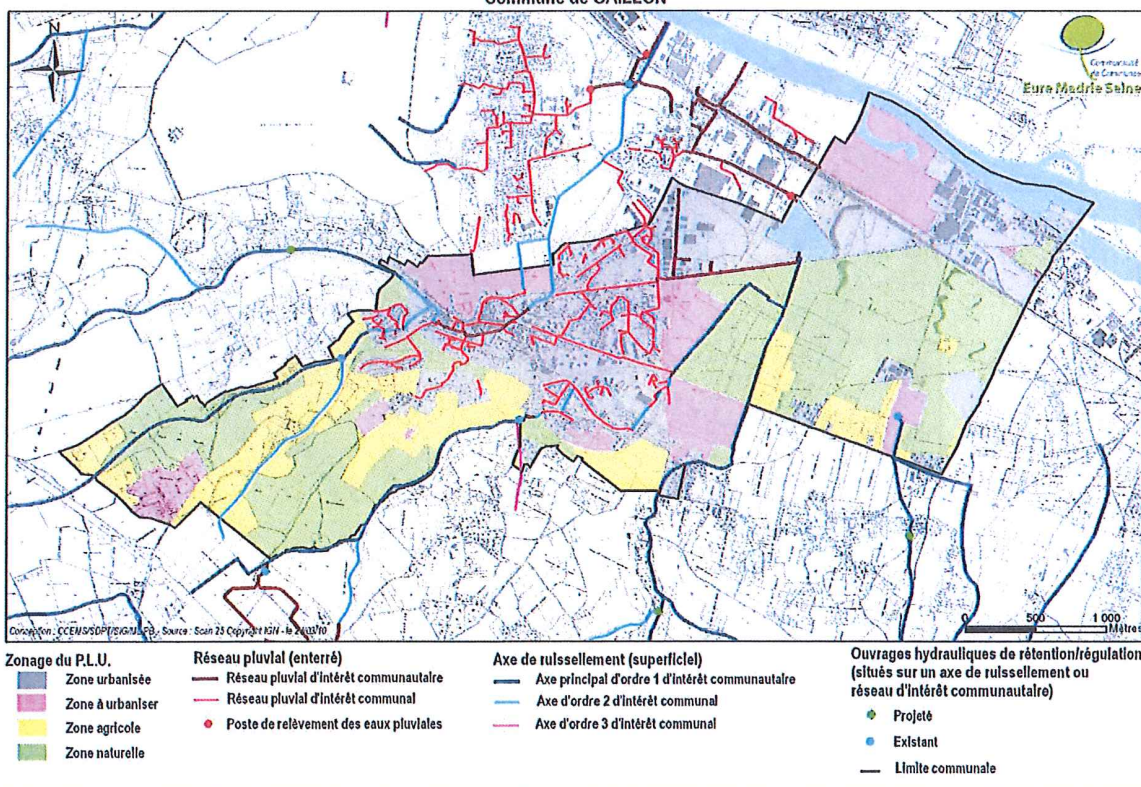 Commune de GAILLON
N
Communauté
de Communes
Eure Madrie Seine
0 500 1 000
Mètres
Zonage du P.L.U.
Zone urbanisée
Zone à urbaniser
Zone agricole
Zone naturelle
Réseau pluvial (enterré)
Réseau pluvial d'intérêt communautaire
Réseau pluvial d'intérêt communal
Poste de relèvement des eaux pluviales
Axe de ruissellement (superficiel)
Axe principal d'ordre 1 d'intérêt communautaire
Axe d'ordre 2 d'intérêt communal
Axe d'ordre 3 d'intérêt communal
Ouvrages hydrauliques de rétention/régulation
(situés sur un axe de ruissellement ou
réseau d'intérêt communautaire)
Projeté
Existant
Limite communale